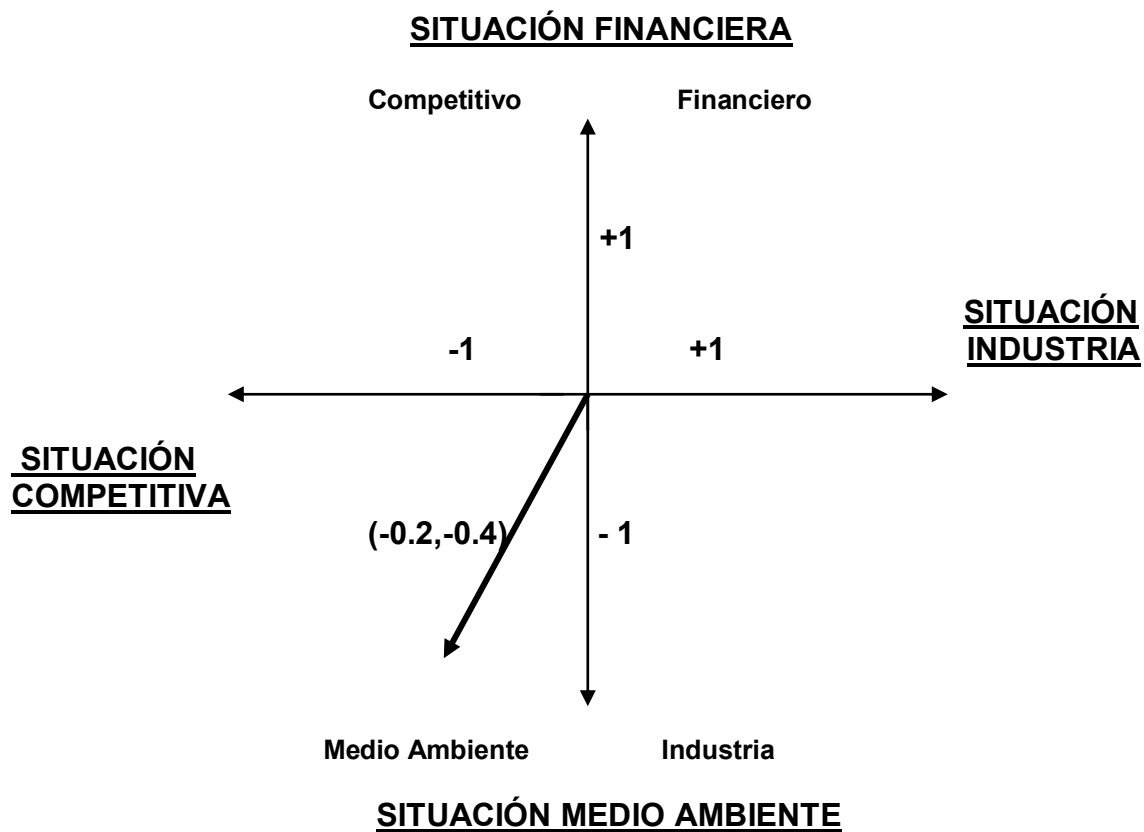 SITUACIÓN FINANCIERA
Competitivo Financiero
+1
SITUACIÓN
INDUSTRIA
-1 +1
SITUACIÓN
COMPETITIVA
(-0.2,-0.4) - 1
Medio Ambiente Industria
SITUACIÓN MEDIO AMBIENTE